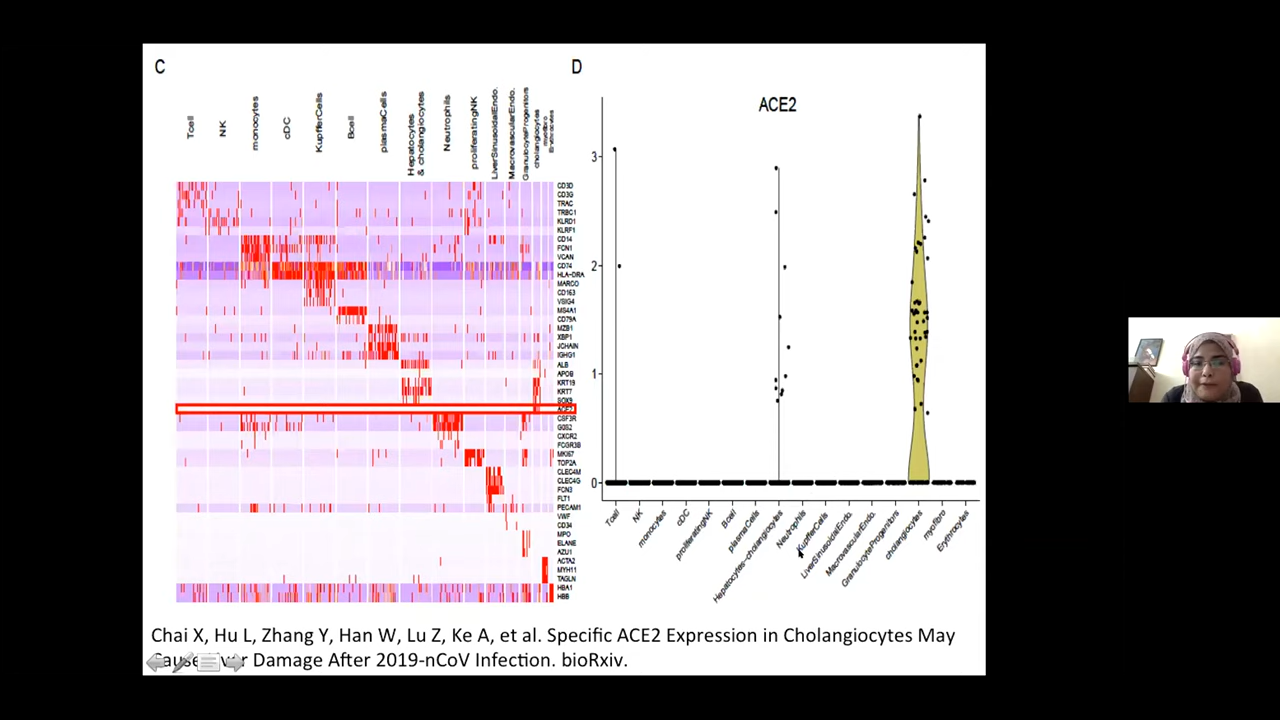 C
D
Tcell
NK
monocytes
cDC
KupfferCells
Bcell
plasmaCells
Hepatocytes
& cholangiocytes
Neutrophils
proliferatingNK
LiverSinusoidalEndo.
MacrovascularEndo.
GranulocyteProgenitors
cholangiocytes
myofibro
Erythrocytes
CD3D
CD3G
TRAC
TRBC1
KLRD1
KLRF1
CD14
FCN1
VCAN
CD74
HLA-DRA
MARCO
CD163
VSIG4
MS4A1
CD79A
MZB1
XBP1
JCHAIN
IGHG1
ALB
APOB
KRT19
KRT7
SOX9
ACE2
CSF3R
G0S2
CXCR2
FCGR3B
MKI67
TOP2A
CLEC4M
CLEC4G
FCN3
FLT1
PECAM1
VWF
CD34
MPO
ELANE
AZU1
ACTA2
MYH11
TAGLN
HBA1
HBB
ACE2
3
2
1
0
Tcell
NK
monocytes
cDC
proliferatingNK
Bcell
plasmaCells
Hepatocytes-cholangiocytes
Neutrophils
KupfferCells
LiverSinusoidalEndo.
MacrovascularEndo.
GranulocyteProgenitors
cholangiocytes
myofibro
Erythrocytes
Chai X, Hu L, Zhang Y, Han W, Lu Z, Ke A, et al. Specific ACE2 Expression in Cholangiocytes May
Cause Liver Damage After 2019-nCoV Infection. bioRxiv.